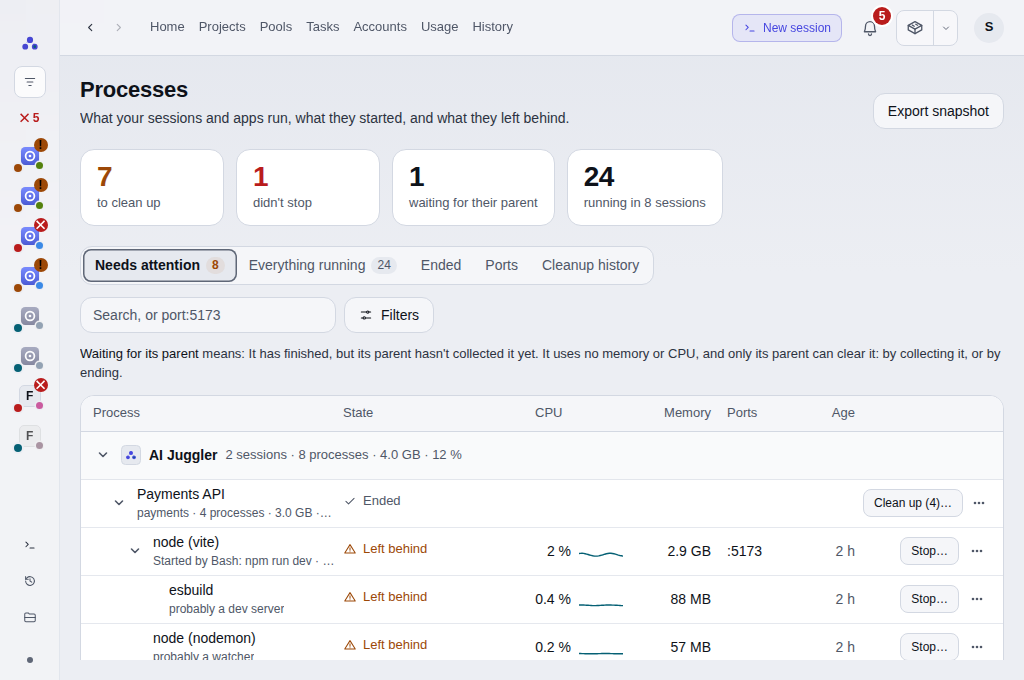 Home Projects Pools Tasks Accounts Usage History
New session
5
S
5
Processes
What your sessions and apps run, what they started, and what they left behind.
Export snapshot
7
to clean up
1
didn't stop
1
waiting for their parent
24
running in 8 sessions
Needs attention 8
Everything running 24
Ended
Ports
Cleanup history
Search, or port:5173
Filters
Waiting for its parent means: It has finished, but its parent hasn't collected it yet. It uses no memory or CPU, and only its parent can clear it: by collecting it, or by
ending.
Process State CPU Memory Ports Age
AI Juggler 2 sessions · 8 processes · 4.0 GB · 12 %
Payments API
payments · 4 processes · 3.0 GB ·…
Ended
Clean up (4)…
node (vite)
Started by Bash: npm run dev · …
Left behind
2 %
2.9 GB
:5173
2 h
Stop…
esbuild
probably a dev server
Left behind
0.4 %
88 MB
2 h
Stop…
node (nodemon)
probably a watcher
Left behind
0.2 %
57 MB
2 h
Stop…
F
F